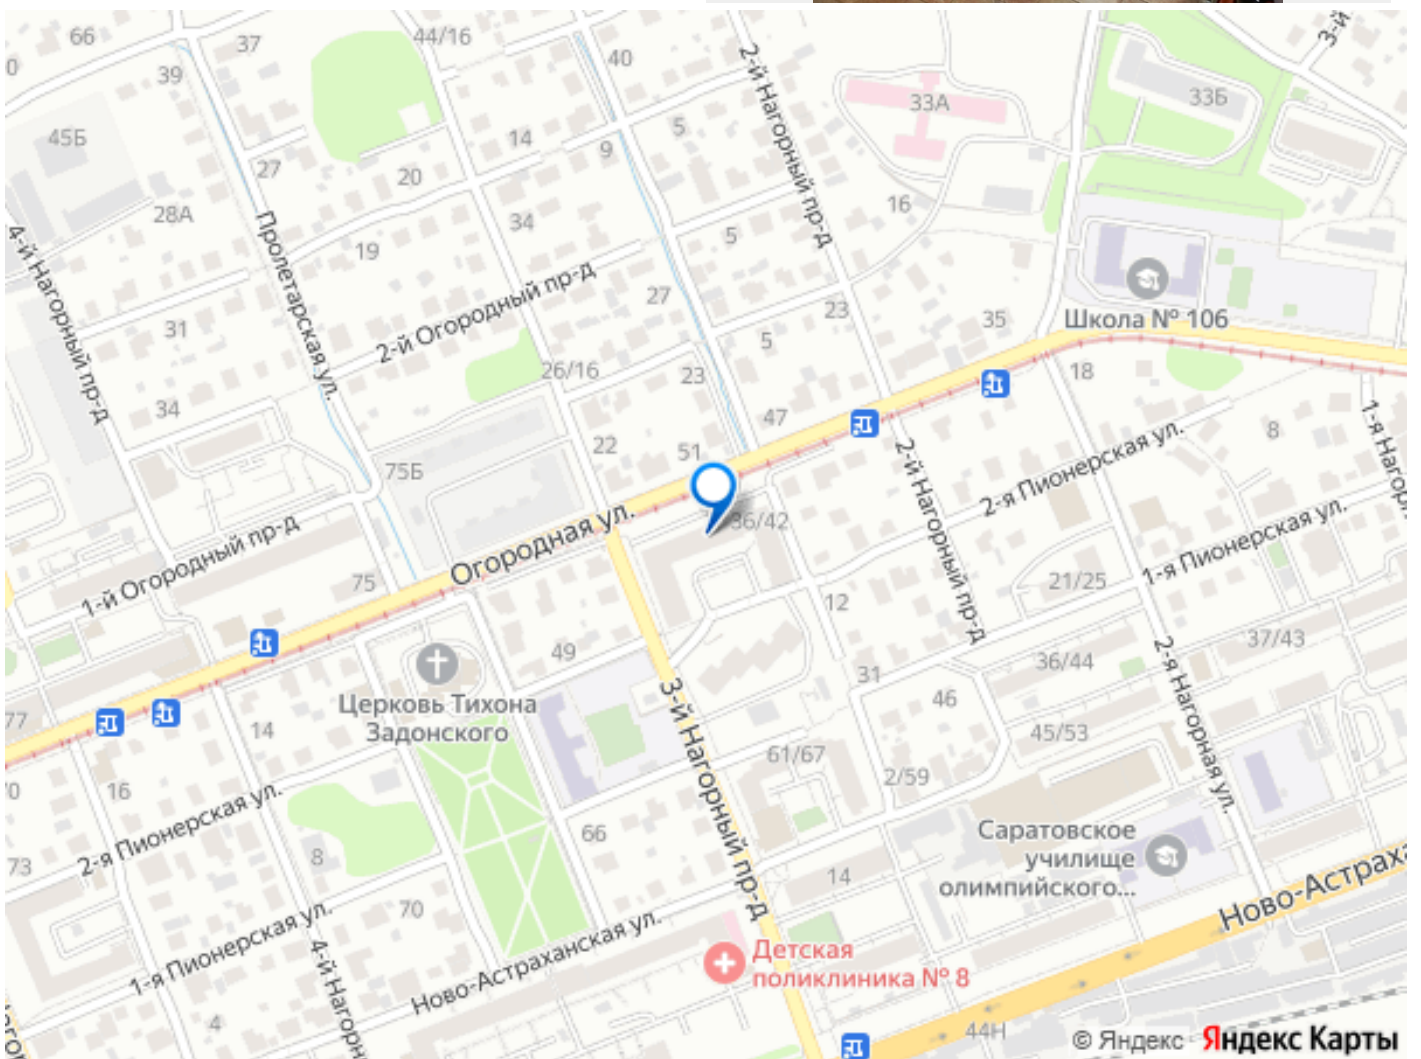 66
37
44/16
40
2-й Нагорный пр-д
3-й
0
39
33А
33Б
45Б
14
5
9
27
20
16
28А
34
5
4-й Нагорный пр-д
Пролетарская ул.
19
2-й Огородный пр-д
27
23
Школа № 106
31
35
5
26/16
23
18
34
22
47
51
8
75Б
2-й Нагорный пр-д
2-я Пионерская ул.
1-я Нагорн
Огородная ул.
36/42
1-й Огородный пр-д
75
1-я Пионерская ул.
21/25
12
49
31
36/44
37/43
2-я Нагорная ул.
Церковь Тихона
Задонского
3-й Нагорный пр-д
46
77
14
45/53
61/67
2/59
0
16
2-я Пионерская ул.
66
73
8
Саратовское
училище
олимпийского...
14
70
Ново-Астраха
1-я Пионерская ул.
4-й Нагорн
Ново-Астраханская ул.
Детская
поликлиника № 8
4
44Н
© Яндекс Яндекс Карты